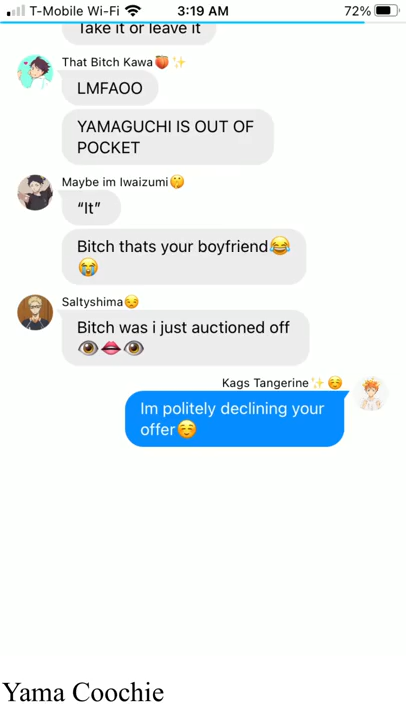 T-Mobile Wi-Fi 3:19 AM 72%
Take it or leave it
That Bitch Kawa🍑✨
LMFAOO
YAMAGUCHI IS OUT OF
POCKET
Maybe im Iwaizumi🤫
“It”
Bitch thats your boyfriend😂
😭
Saltyshima😒
Bitch was i just auctioned off
👁👄👁
Kags Tangerine✨☺️
Im politely declining your
offer☺️
Yama Coochie